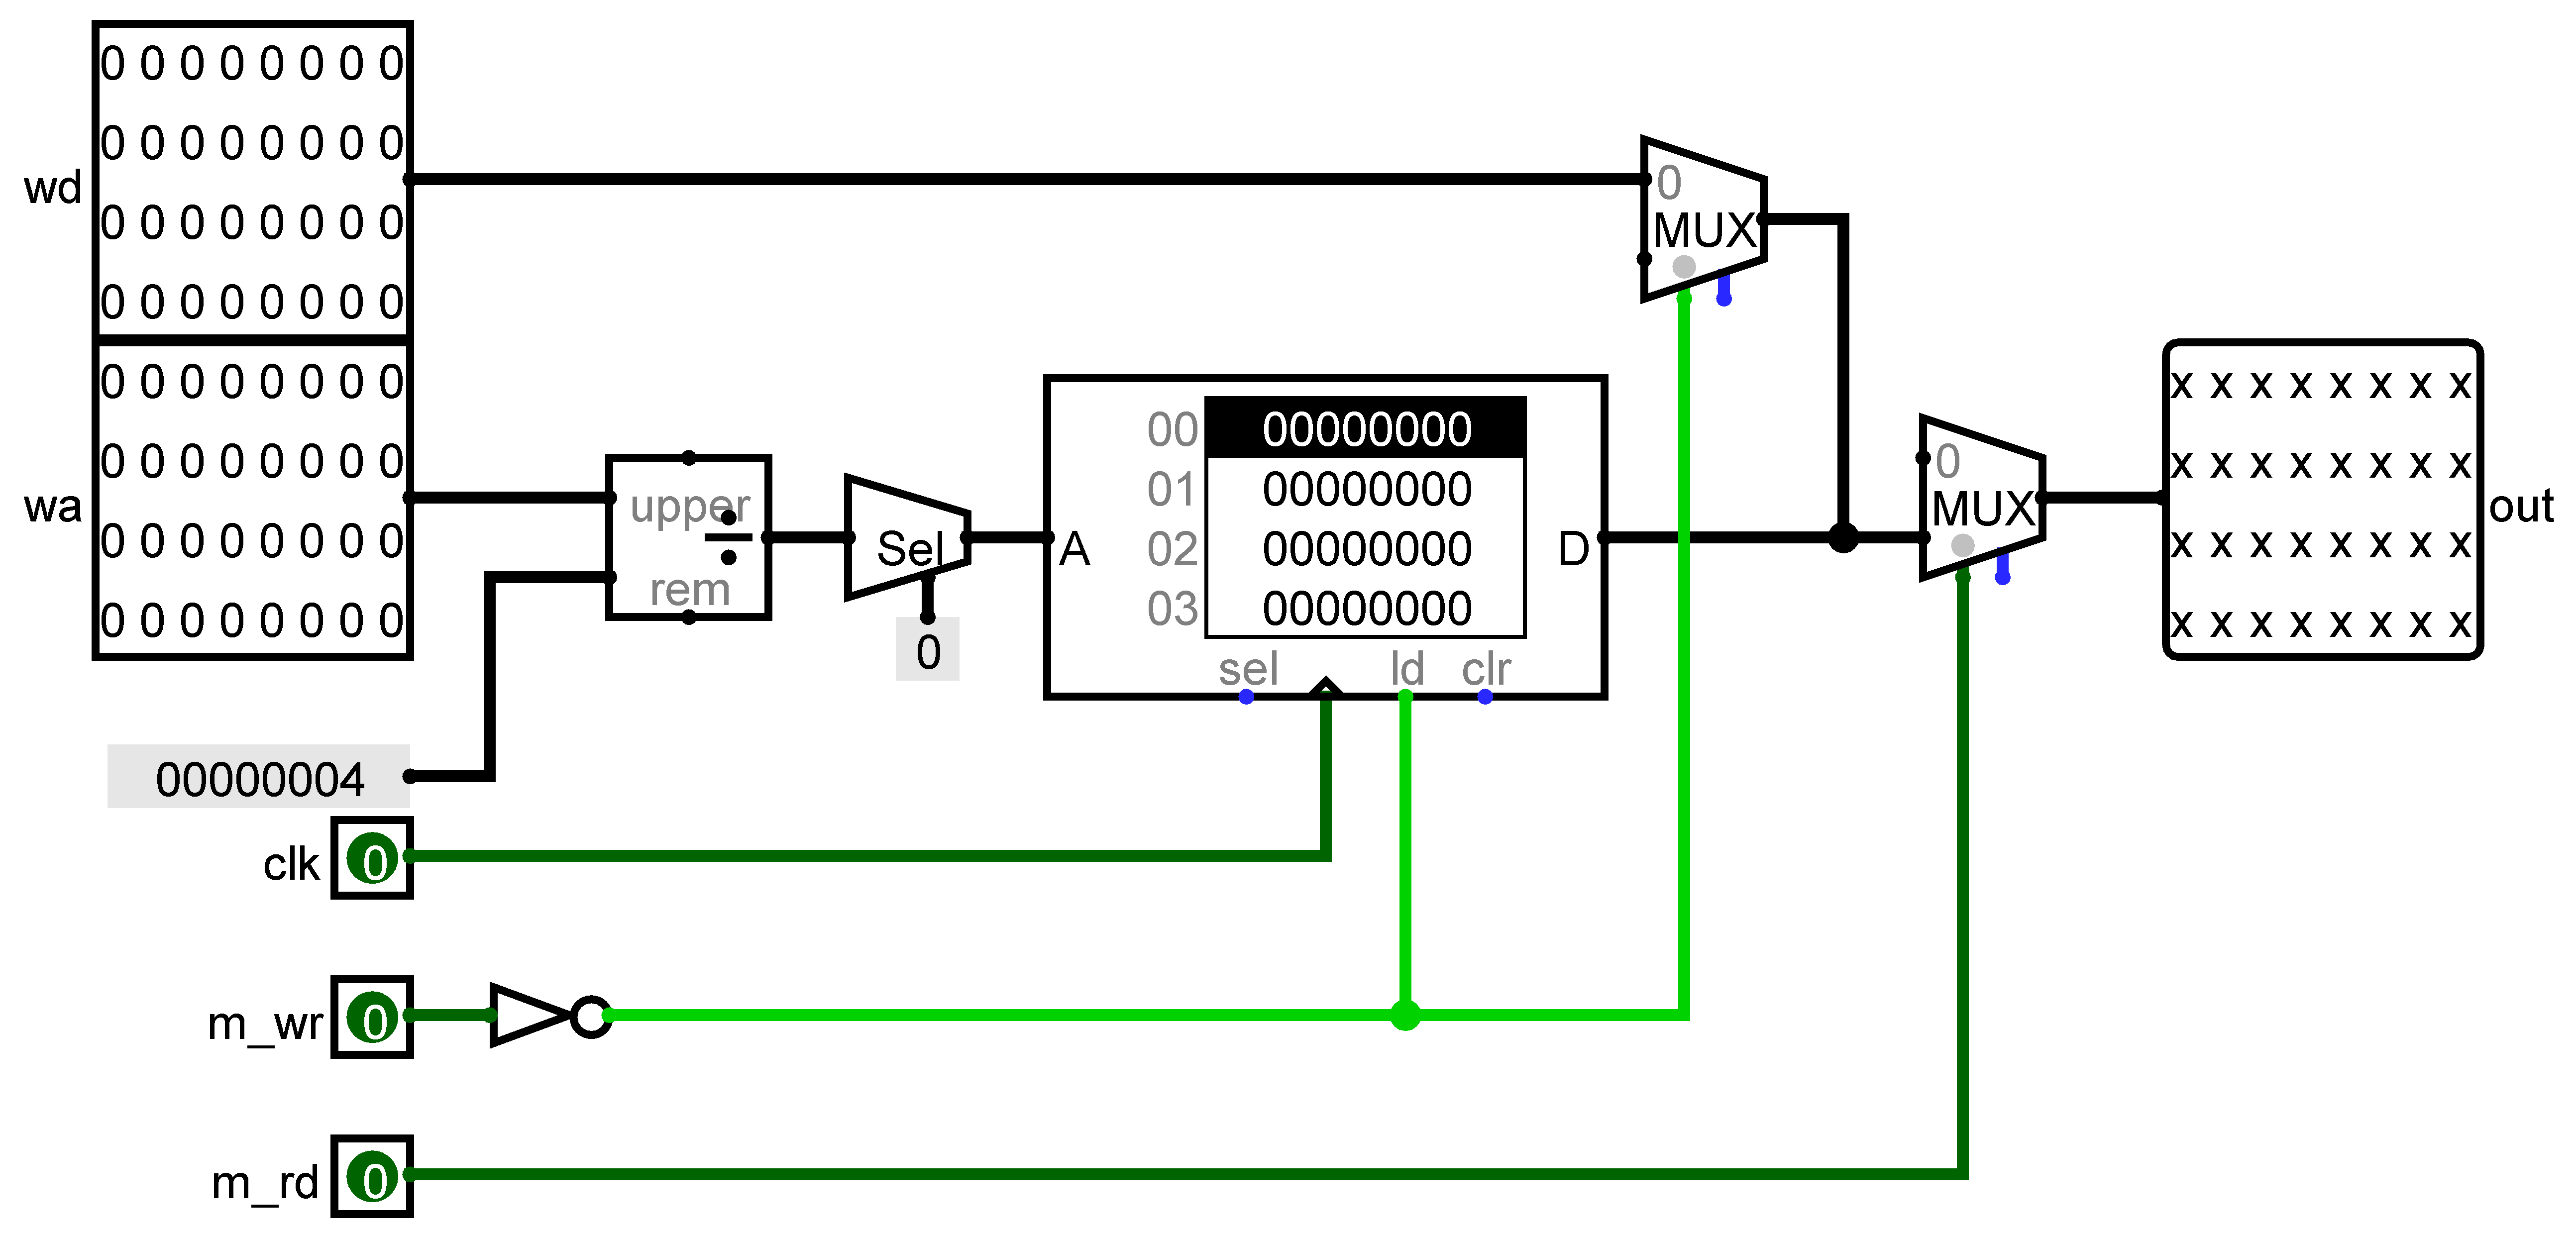 wd
0 0 0 0 0 0 0 0
0 0 0 0 0 0 0 0
0 0 0 0 0 0 0 0
0 0 0 0 0 0 0 0
wa
0 0 0 0 0 0 0 0
0 0 0 0 0 0 0 0
0 0 0 0 0 0 0 0
0 0 0 0 0 0 0 0
00000004
clk
0
m_wr
0
m_rd
0
upper
÷
rem
Sel
0
A
00 00000000
01 00000000
02 00000000
03 00000000
D
sel
ld
clr
0
MUX
0
MUX
x x x x x x x x
x x x x x x x x
x x x x x x x x
x x x x x x x x
out